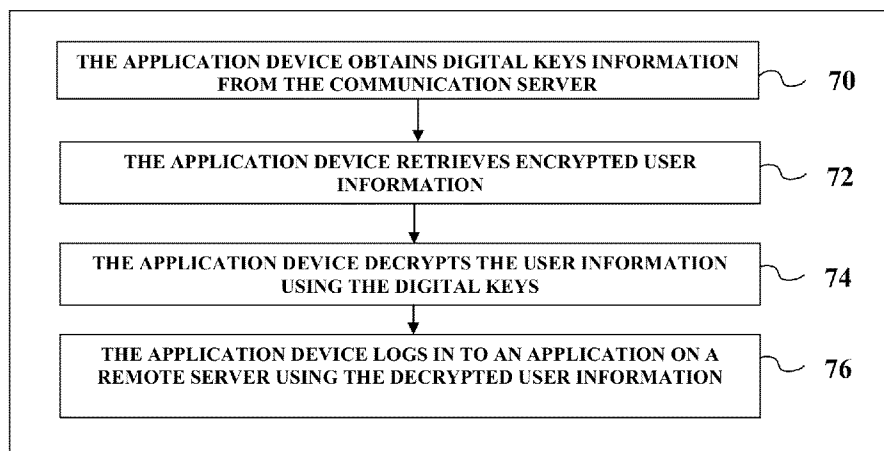 THE APPLICATION DEVICE OBTAINS DIGITAL KEYS INFORMATION
FROM THE COMMUNICATION SERVER
70
THE APPLICATION DEVICE RETRIEVES ENCRYPTED USER
INFORMATION
72
THE APPLICATION DEVICE DECRYPTS THE USER INFORMATION
USING THE DIGITAL KEYS
74
THE APPLICATION DEVICE LOGS IN TO AN APPLICATION ON A
REMOTE SERVER USING THE DECRYPTED USER INFORMATION
76